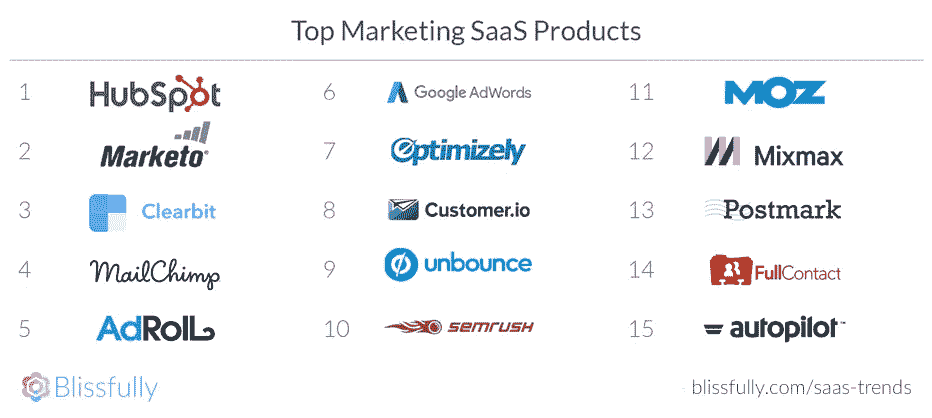 Top Marketing SaaS Products
1 HubSpot
2 Marketo
3 Clearbit
4 MailChimp
5 AdRoll
6 Google AdWords
7 Optimizely
8 Customer.io
9 unbounce
10 semrush
11 MOZ
12 Mixmax
13 Postmark
14 FullContact
15 autopilot™
Blissfully
blissfully.com/saas-trends